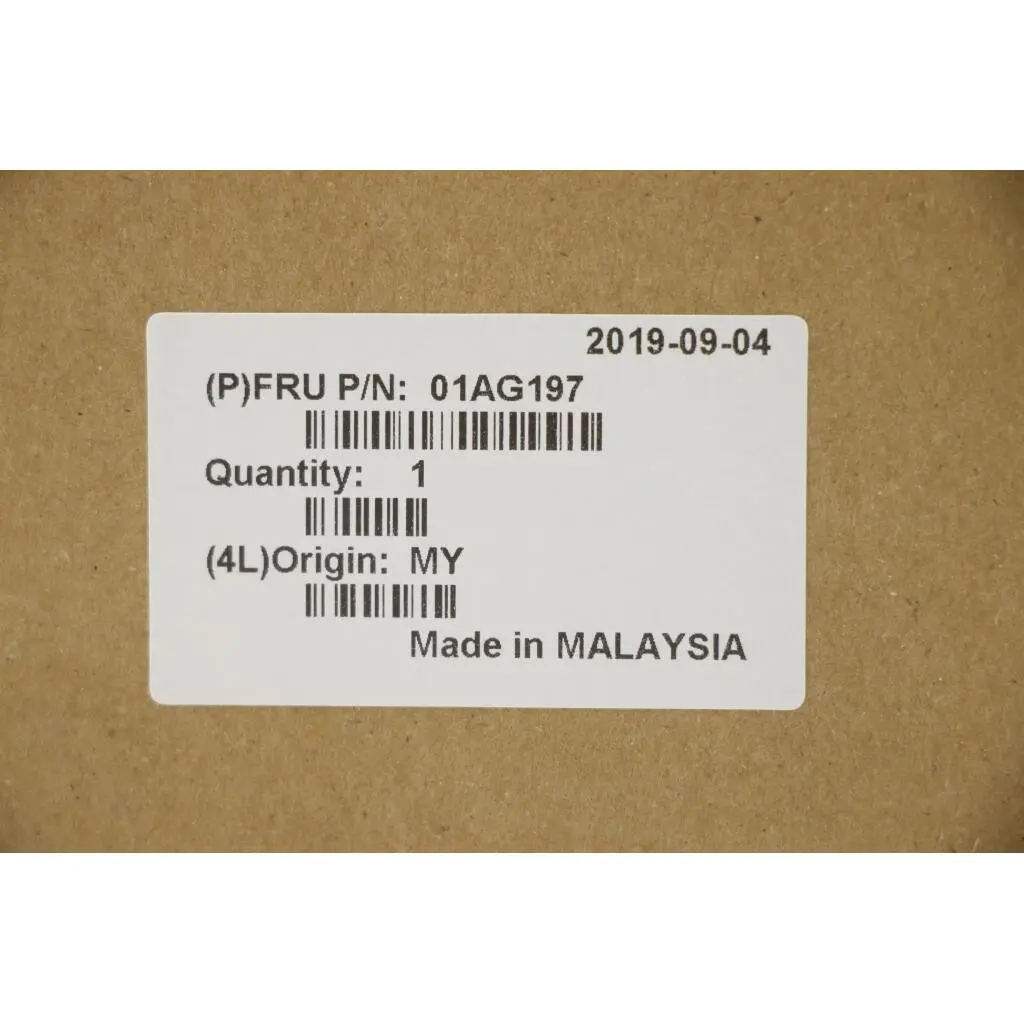 2019-09-04
(P)FRU P/N: 01AG197
Quantity: 1
(4L)Origin: MY
Made in MALAYSIA